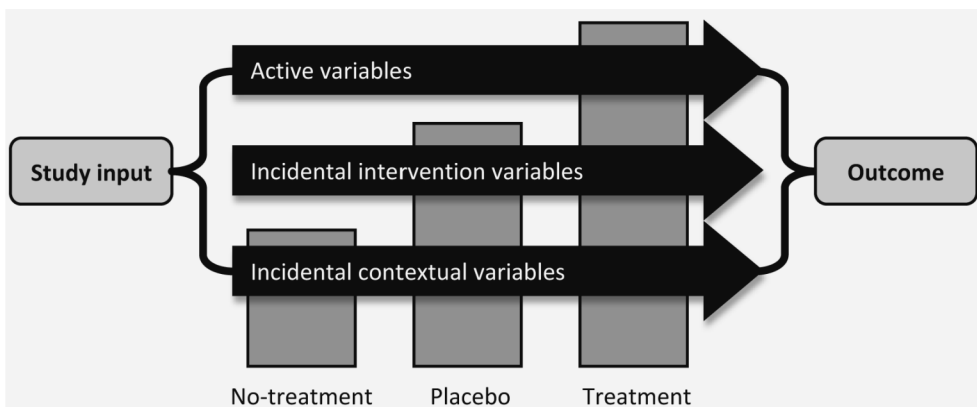 Active variables
Study input
Incidental intervention variables
Outcome
Incidental contextual variables
No-treatment
Placebo
Treatment